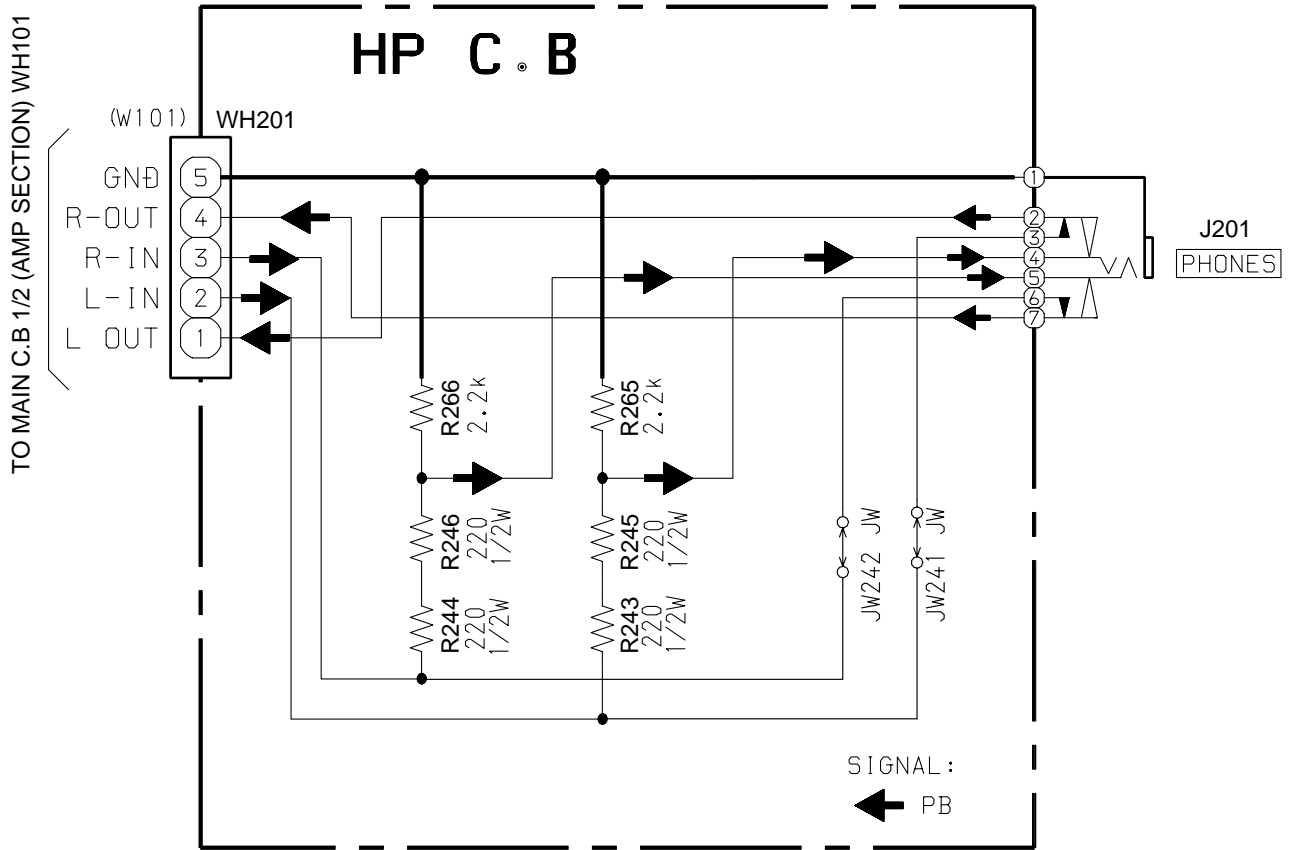 TO MAIN C.B 1/2 (AMP SECTION) WH101
HP C.B
(W101) WH201
GND 5
R-OUT 4
R-IN 3
L-IN 2
L OUT 1
1
2
3
4
5
6
7
J201
PHONES
R266
2.2k
R265
2.2k
R246
220
1/2W
R245
220
1/2W
R244
220
1/2W
R243
220
1/2W
JW242 JW
JW241 JW
SIGNAL:
PB